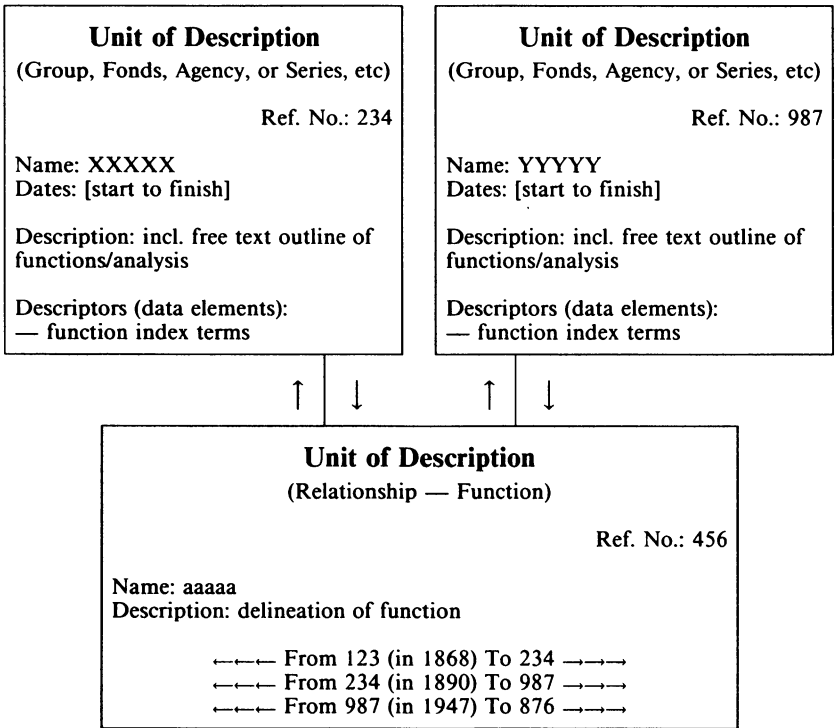 Unit of Description
(Group, Fonds, Agency, or Series, etc)
Ref. No.: 234
Name: XXXXX
Dates: [start to finish]
Description: incl. free text outline of
functions/analysis
Descriptors (data elements):
— function index terms
Unit of Description
(Group, Fonds, Agency, or Series, etc)
Ref. No.: 987
Name: YYYYY
Dates: [start to finish]
Description: incl. free text outline of
functions/analysis
Descriptors (data elements):
— function index terms
↑ ↓ ↑ ↓
Unit of Description
(Relationship — Function)
Ref. No.: 456
Name: aaaaa
Description: delineation of function
←←← From 123 (in 1868) To 234 →→→
←←← From 234 (in 1890) To 987 →→→
←←← From 987 (in 1947) To 876 →→→